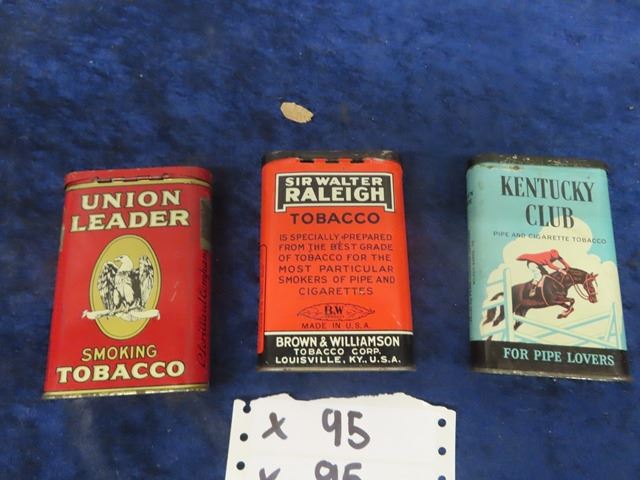 UNION
LEADER
SMOKING
TOBACCO
SIR WALTER
RALEIGH
TOBACCO
IS SPECIALLY PREPARED
FROM THE BEST GRADE
OF TOBACCO FOR THE
MOST PARTICULAR
SMOKERS OF PIPE AND
CIGARETTES
B&W
MADE IN U.S.A.
BROWN & WILLIAMSON
TOBACCO CORP.
LOUISVILLE, KY., U.S.A.
KENTUCKY
CLUB
PIPE AND CIGARETTE TOBACCO
FOR PIPE LOVERS
x 95
x 95